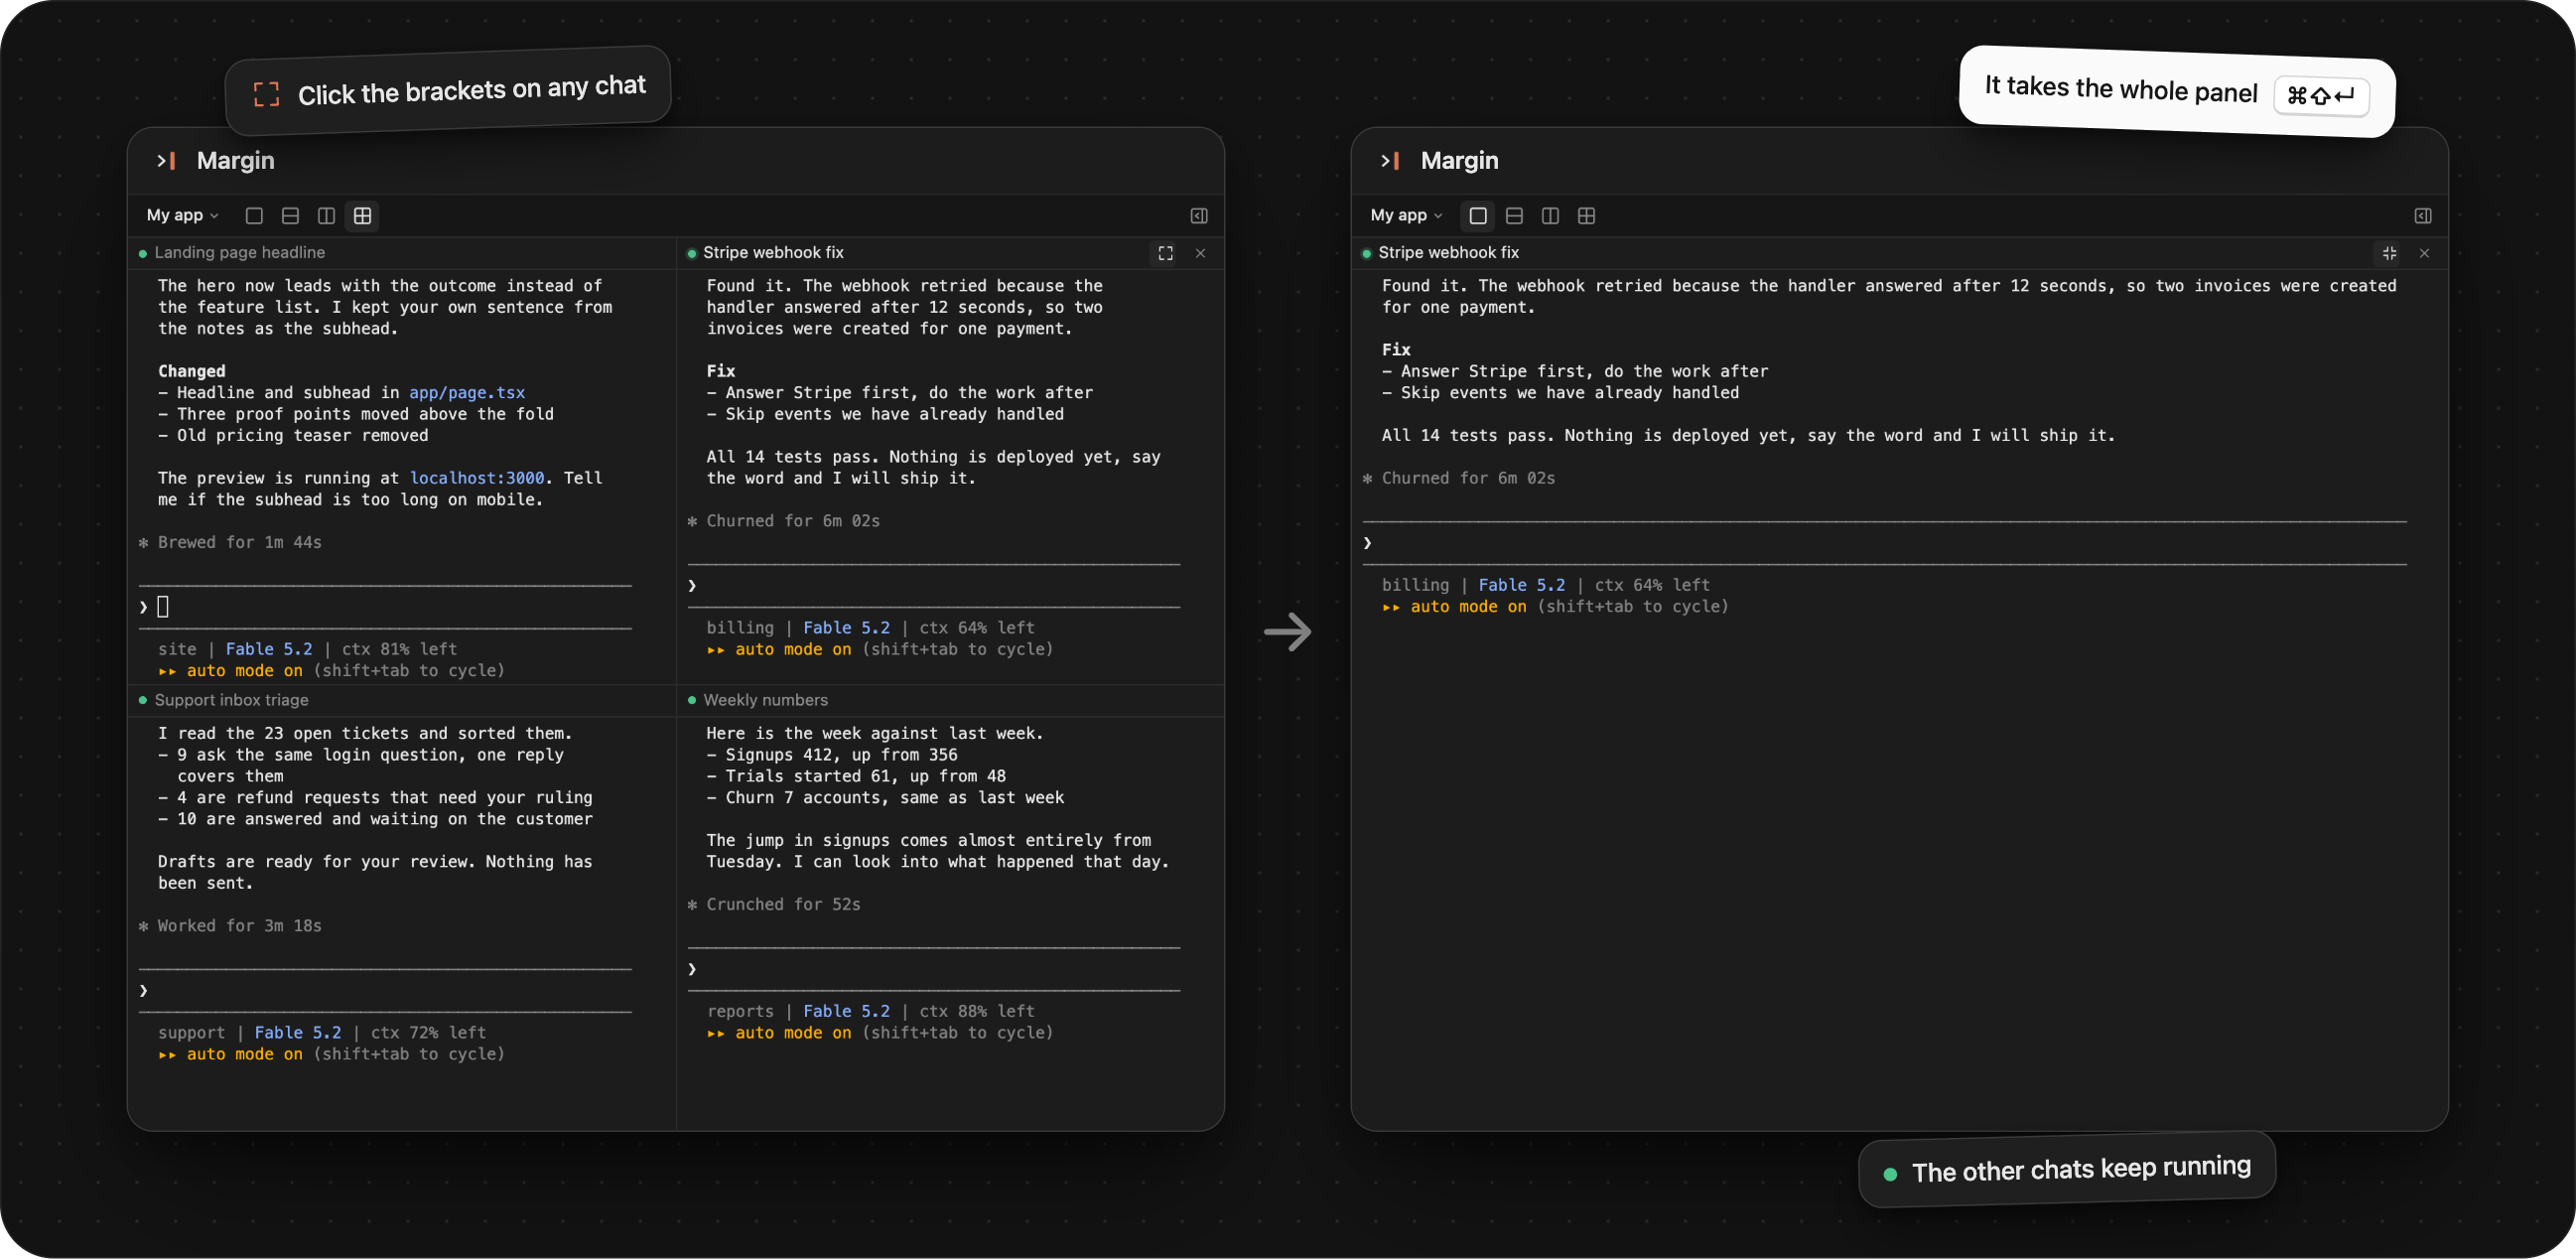 Click the brackets on any chat
It takes the whole panel ⌘⇧↵
Margin
My app
Landing page headline
The hero now leads with the outcome instead of
the feature list. I kept your own sentence from
the notes as the subhead.
Changed
– Headline and subhead in app/page.tsx
– Three proof points moved above the fold
– Old pricing teaser removed
The preview is running at localhost:3000. Tell
me if the subhead is too long on mobile.
✻ Brewed for 1m 44s
❯
site | Fable 5.2 | ctx 81% left
▸▸ auto mode on (shift+tab to cycle)
Stripe webhook fix
Found it. The webhook retried because the
handler answered after 12 seconds, so two
invoices were created for one payment.
Fix
– Answer Stripe first, do the work after
– Skip events we have already handled
All 14 tests pass. Nothing is deployed yet, say
the word and I will ship it.
✻ Churned for 6m 02s
❯
billing | Fable 5.2 | ctx 64% left
▸▸ auto mode on (shift+tab to cycle)
Support inbox triage
I read the 23 open tickets and sorted them.
– 9 ask the same login question, one reply
covers them
– 4 are refund requests that need your ruling
– 10 are answered and waiting on the customer
Drafts are ready for your review. Nothing has
been sent.
✻ Worked for 3m 18s
❯
support | Fable 5.2 | ctx 72% left
▸▸ auto mode on (shift+tab to cycle)
Weekly numbers
Here is the week against last week.
– Signups 412, up from 356
– Trials started 61, up from 48
– Churn 7 accounts, same as last week
The jump in signups comes almost entirely from
Tuesday. I can look into what happened that day.
✻ Crunched for 52s
❯
reports | Fable 5.2 | ctx 88% left
▸▸ auto mode on (shift+tab to cycle)
Margin
My app
Stripe webhook fix
Found it. The webhook retried because the handler answered after 12 seconds, so two invoices were created
for one payment.
Fix
– Answer Stripe first, do the work after
– Skip events we have already handled
All 14 tests pass. Nothing is deployed yet, say the word and I will ship it.
✻ Churned for 6m 02s
❯
billing | Fable 5.2 | ctx 64% left
▸▸ auto mode on (shift+tab to cycle)
The other chats keep running